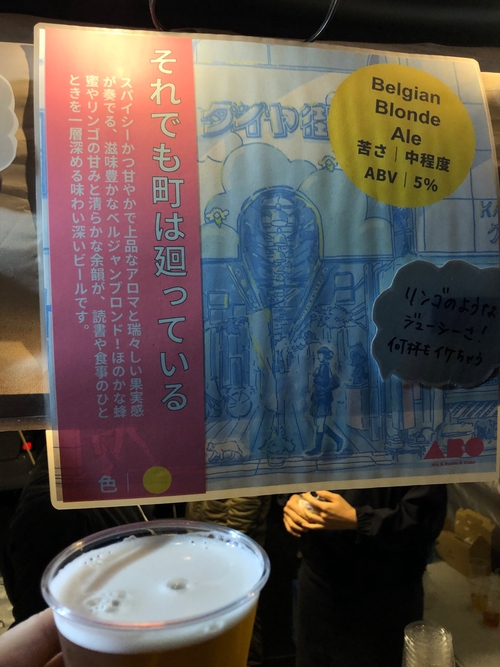 それでも町は廻っている
スパイシーかつ甘やかで上品なアロマと瑞々しい果実感
が奏でる、滋味豊かなベルジャンブロンド!ほのかな蜂
蜜やリンゴの甘みと清らかな余韻が、読書や食事のひと
ときを一層深める味わい深いビールです。
色
Belgian
Blonde
Ale
苦さ|中程度
ABV|5%
ダイヤ街
リンゴのような
ジューシーさ!
何杯もイケちゃう